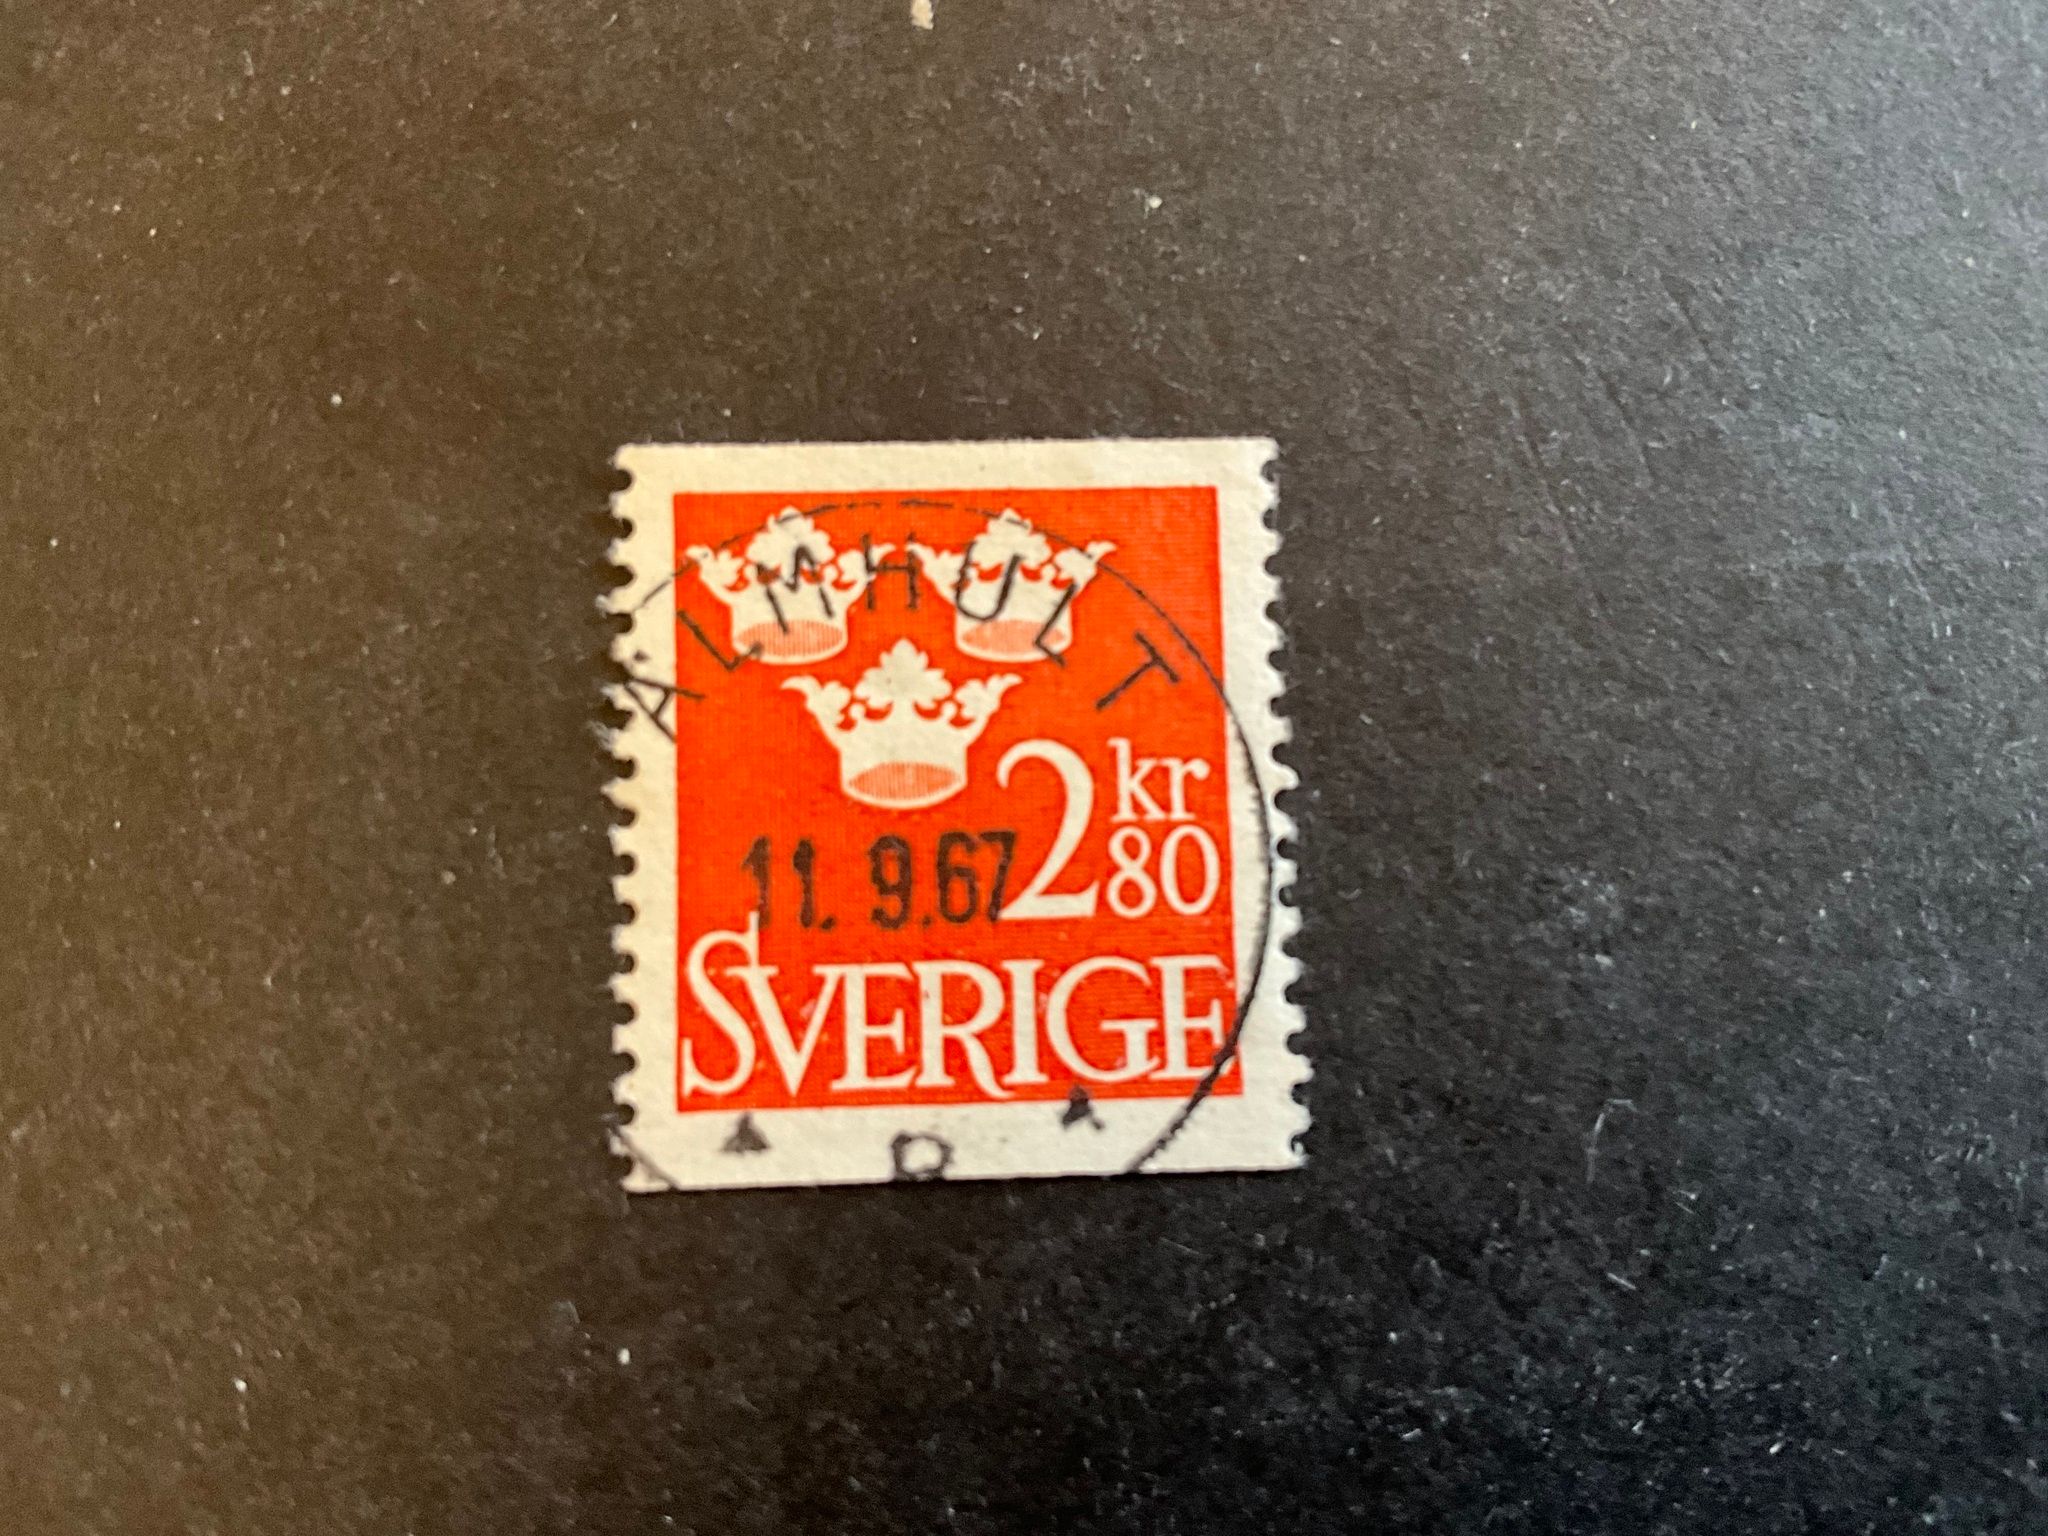 ÄLMHULT
2 kr 80
11. 9.67
SVERIGE